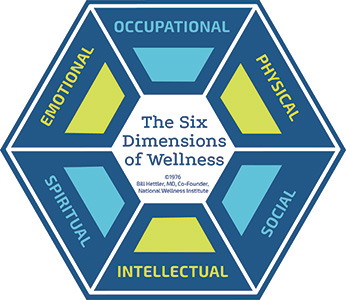 OCCUPATIONAL
EMOTIONAL
PHYSICAL
The Six
Dimensions
of Wellness
©1976
Bill Hettler, MD, Co-Founder,
National Wellness Institute
SPIRITUAL
SOCIAL
INTELLECTUAL